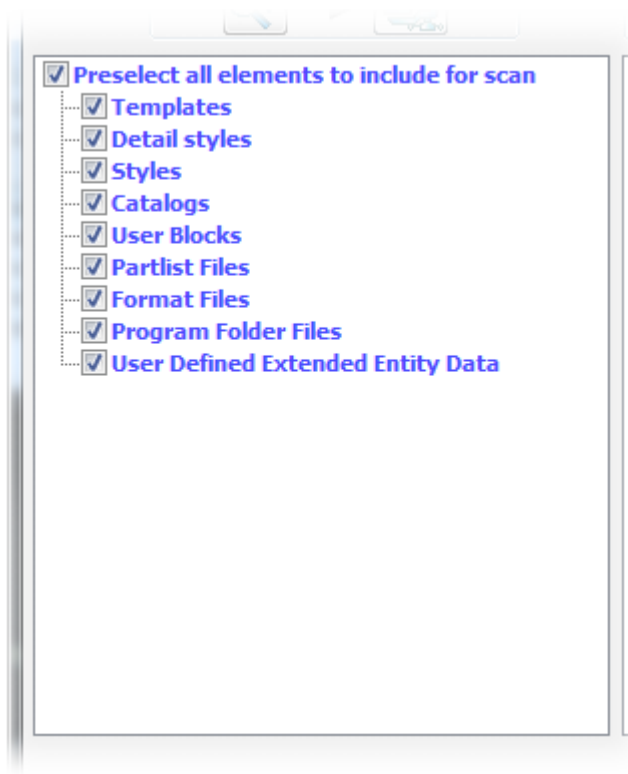 Preselect all elements to include for scan
Templates
Detail styles
Styles
Catalogs
User Blocks
Partlist Files
Format Files
Program Folder Files
User Defined Extended Entity Data